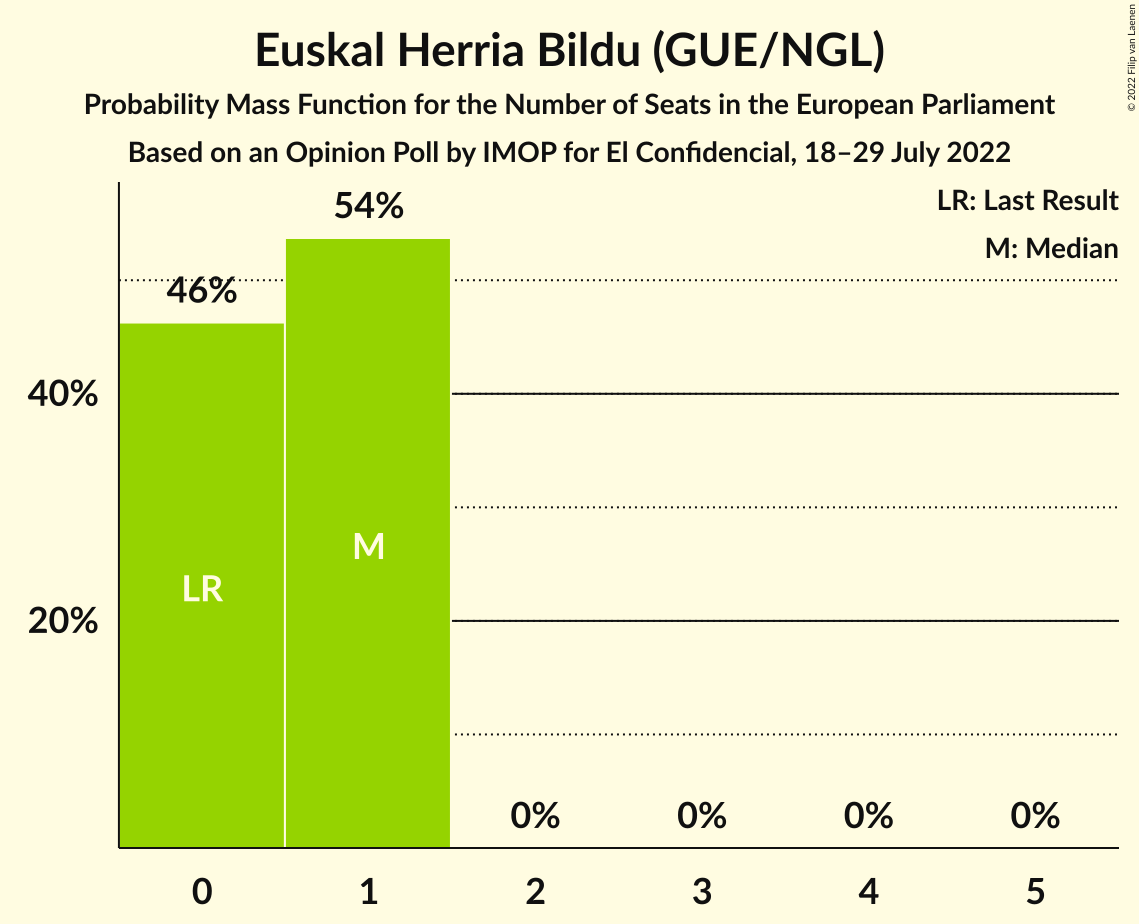 Euskal Herria Bildu (GUE/NGL)
Probability Mass Function for the Number of Seats in the European Parliament
Based on an Opinion Poll by IMOP for El Confidencial, 18–29 July 2022
© 2022 Filip van Laenen
LR: Last Result
M: Median
54%
46%
40%
20%
M
LR
0% 0% 0% 0%
0 1 2 3 4 5